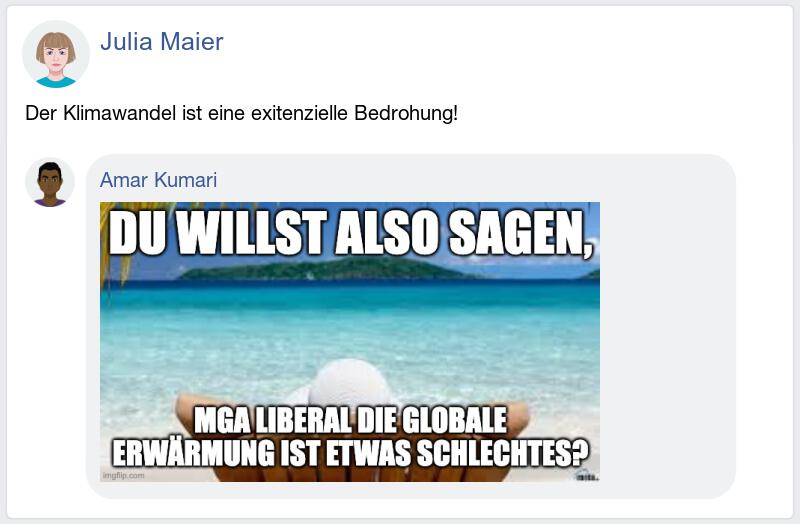 Julia Maier
Der Klimawandel ist eine exitenzielle Bedrohung!
Amar Kumari
DU WILLST ALSO SAGEN,
MGA LIBERAL DIE GLOBALE
ERWÄRMUNG IST ETWAS SCHLECHTES?
imgflip.com